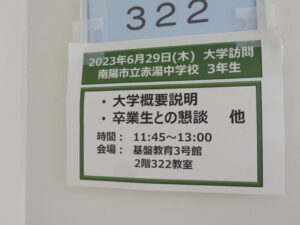 322
2023年6月29日(木) 大学訪問
南陽市立赤湯中学校 3年生
・大学概要説明
・卒業生との懇談 他
時間： 11:45～13:00
会場： 基盤教育3号館
2階322教室